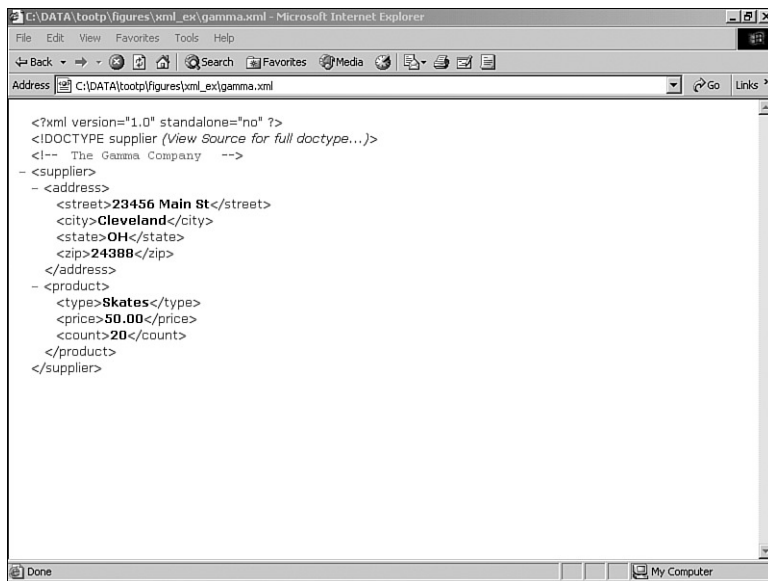 C:\DATA\tootp\figures\xml_ex\gamma.xml - Microsoft Internet Explorer
File Edit View Favorites Tools Help
Back Search Favorites Media
Address C:\DATA\tootp\figures\xml_ex\gamma.xml Go Links »
<?xml version="1.0" standalone="no" ?>
<!DOCTYPE supplier (View Source for full doctype...)>
<!-- The Gamma Company -->
- <supplier>
- <address>
<street>23456 Main St</street>
<city>Cleveland</city>
<state>OH</state>
<zip>24388</zip>
</address>
- <product>
<type>Skates</type>
<price>50.00</price>
<count>20</count>
</product>
</supplier>
Done My Computer